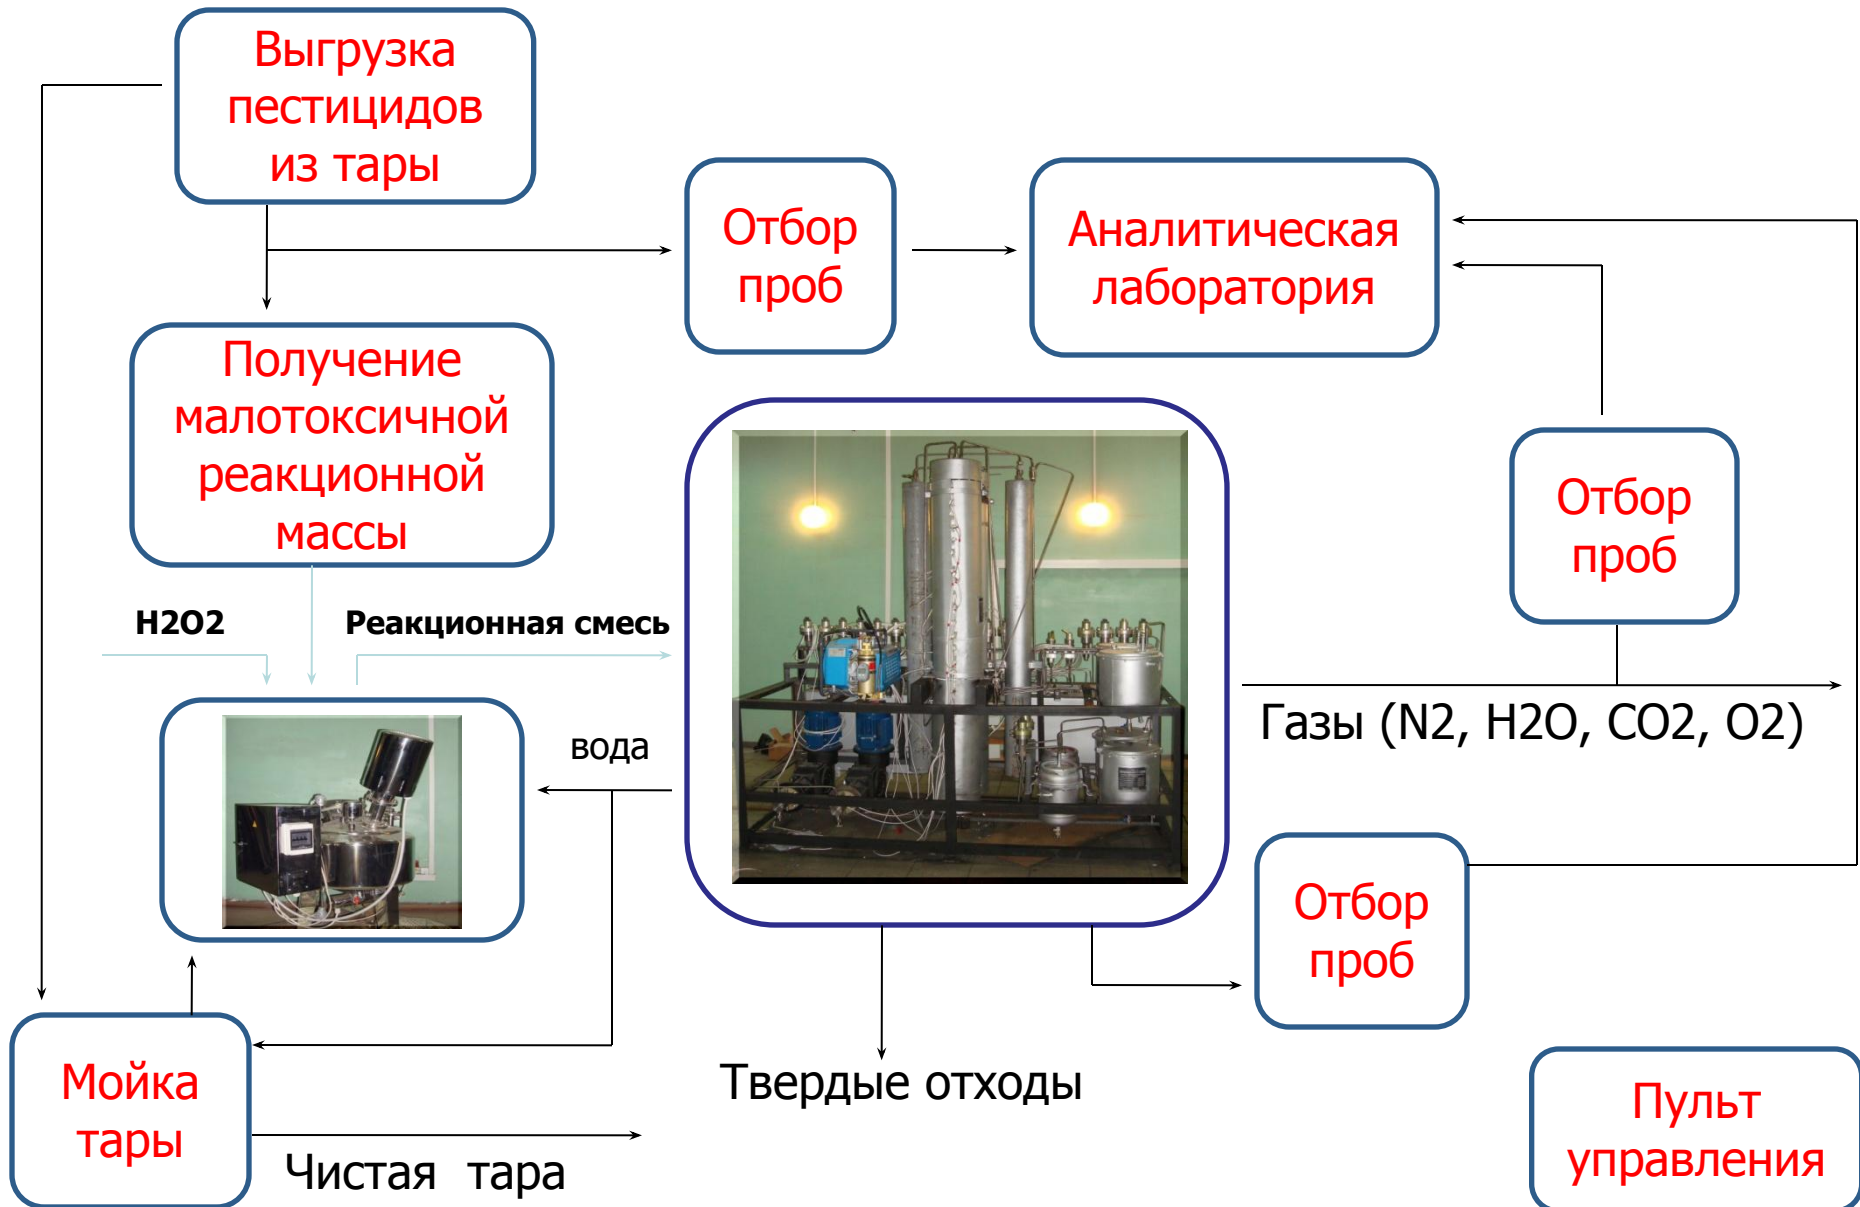 Выгрузка
пестицидов
из тары
Отбор
проб
Аналитическая
лаборатория
Получение
малотоксичной
реакционной
массы
Отбор
проб
H2O2
Реакционная смесь
вода
Газы (N2, H2O, CO2, O2)
Отбор
проб
Мойка
тары
Твердые отходы
Чистая тара
Пульт
управления